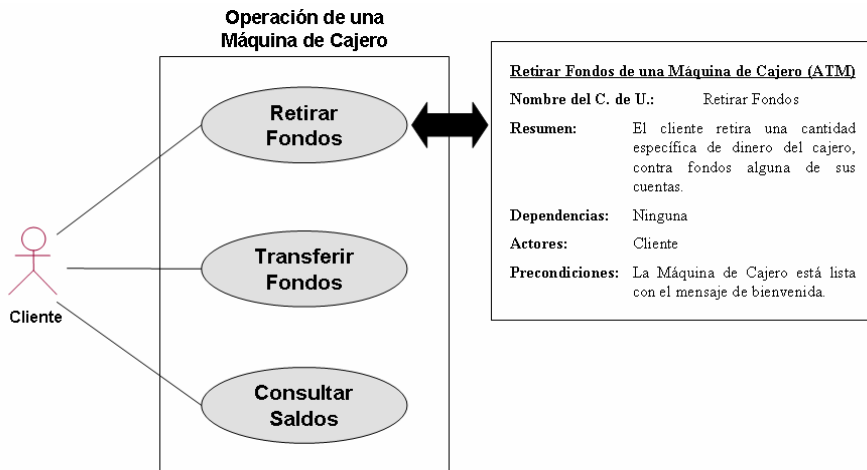 Operación de una
Máquina de Cajero
Retirar
Fondos
Transferir
Fondos
Consultar
Saldos
Cliente
Retirar Fondos de una Máquina de Cajero (ATM)
Nombre del C. de U.: Retirar Fondos
Resumen: El cliente retira una cantidad
específica de dinero del cajero,
contra fondos alguna de sus
cuentas.
Dependencias: Ninguna
Actores: Cliente
Precondiciones: La Máquina de Cajero está lista
con el mensaje de bienvenida.